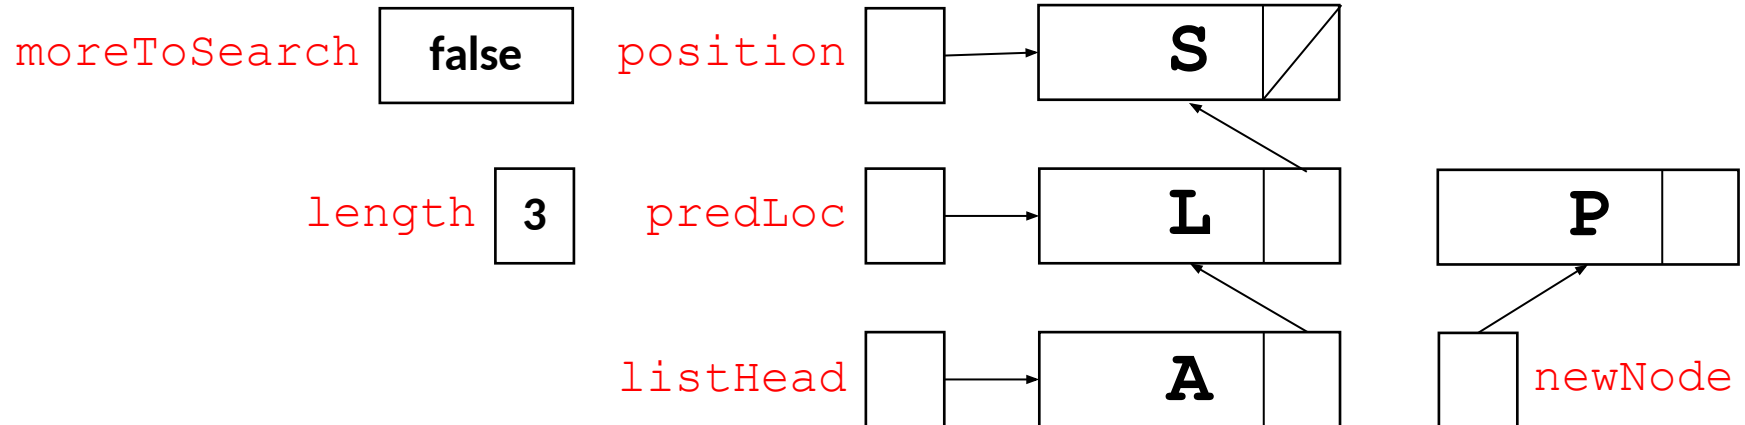 moreToSearch false position S
length 3 predLoc L P
listHead A newNode